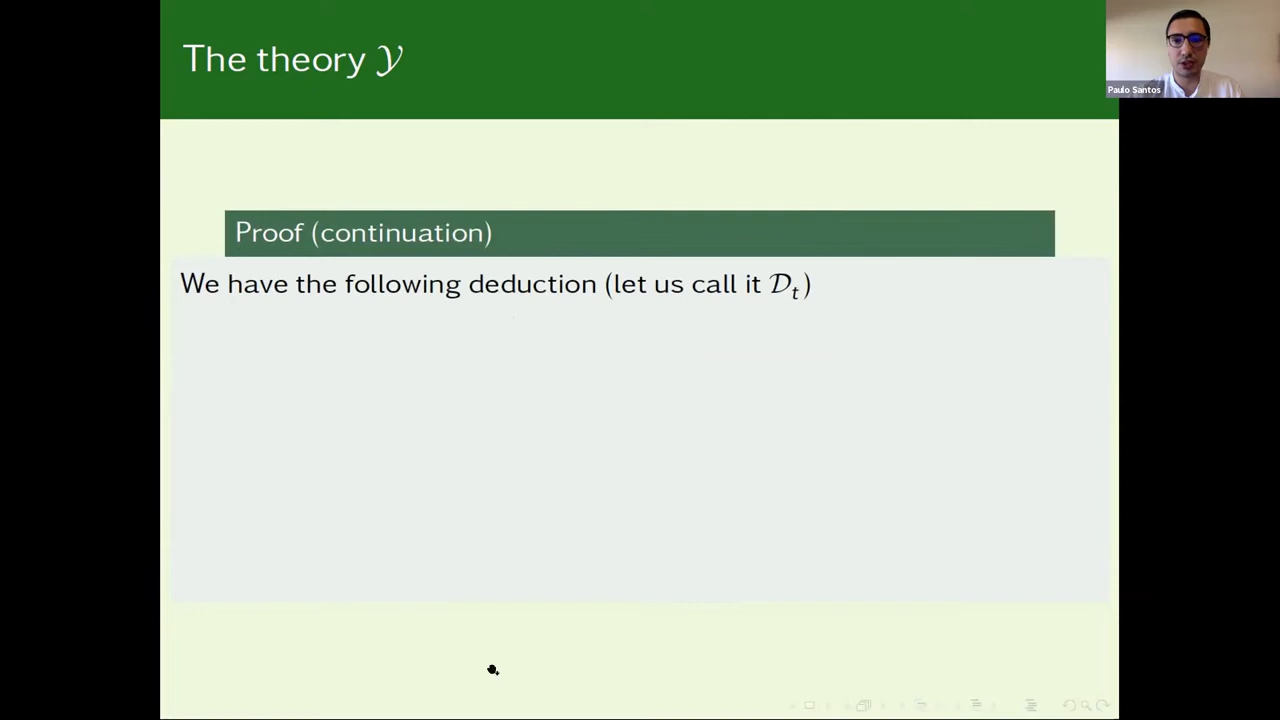 The theory 𝒴
Paulo Santos
Proof (continuation)
We have the following deduction (let us call it 𝒟ₜ)